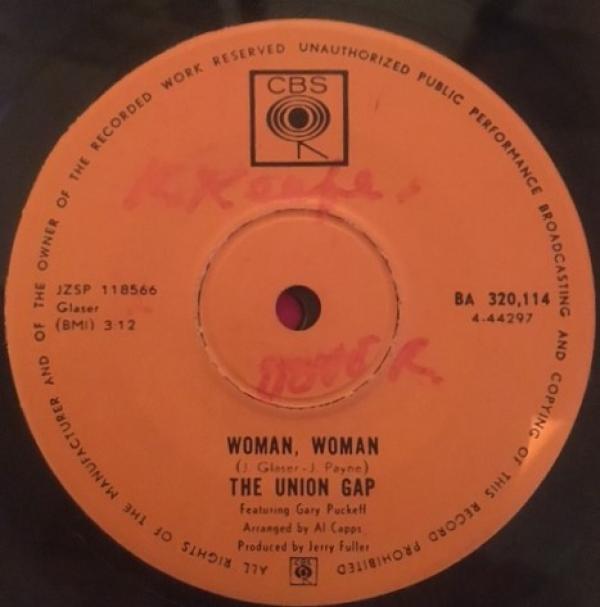 ALL RIGHTS OF THE MANUFACTURER AND OF THE OWNER OF THE RECORDED WORK RESERVED UNAUTHORIZED PUBLIC PERFORMANCE BROADCASTING AND COPYING OF THIS RECORD PROHIBITED
CBS
JZSP 118566
Glaser
(BMI) 3:12
BA 320,114
4-44297
WOMAN, WOMAN
(J. Glaser - J. Payne)
THE UNION GAP
Featuring Gary Puckett
Arranged by Al Capps
Produced by Jerry Fuller
CBS